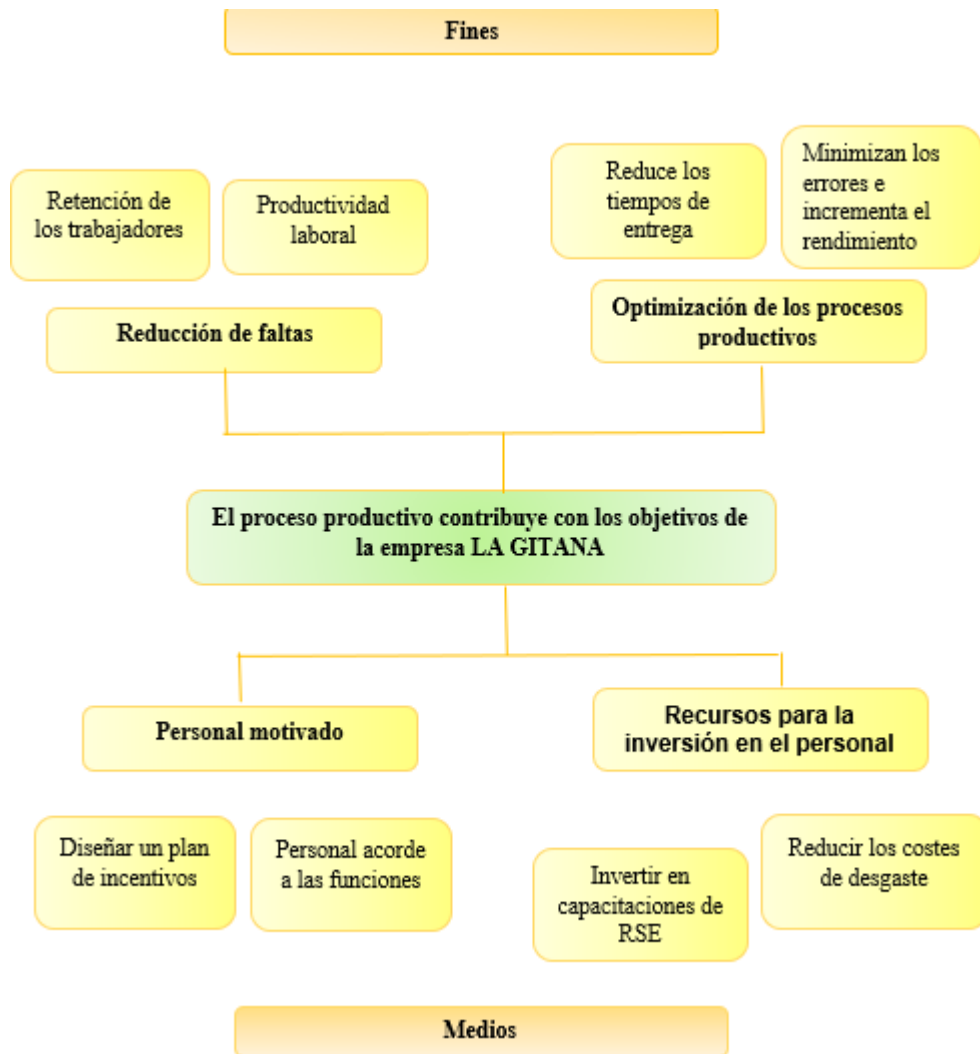 Fines
Retención de
los trabajadores
Productividad
laboral
Reduce los
tiempos de
entrega
Minimizan los
errores e
incrementa el
rendimiento
Reducción de faltas
Optimización de los procesos
productivos
El proceso productivo contribuye con los objetivos de
la empresa LA GITANA
Personal motivado
Recursos para la
inversión en el personal
Diseñar un plan
de incentivos
Personal acorde
a las funciones
Invertir en
capacitaciones de
RSE
Reducir los costes
de desgaste
Medios